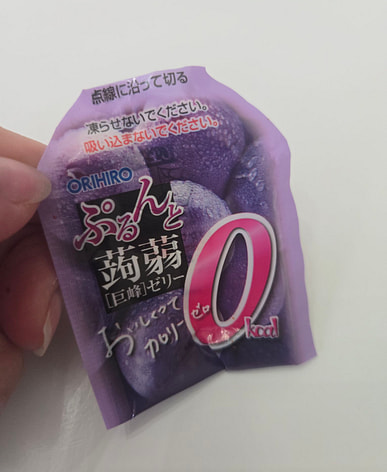 点線に沿って切る
凍らせないでください。
吸い込まないでください。
ORIHIRO
ぷるんと
蒟蒻
[巨峰]ゼリー
おいしくって
カロリーゼロ
0kcal